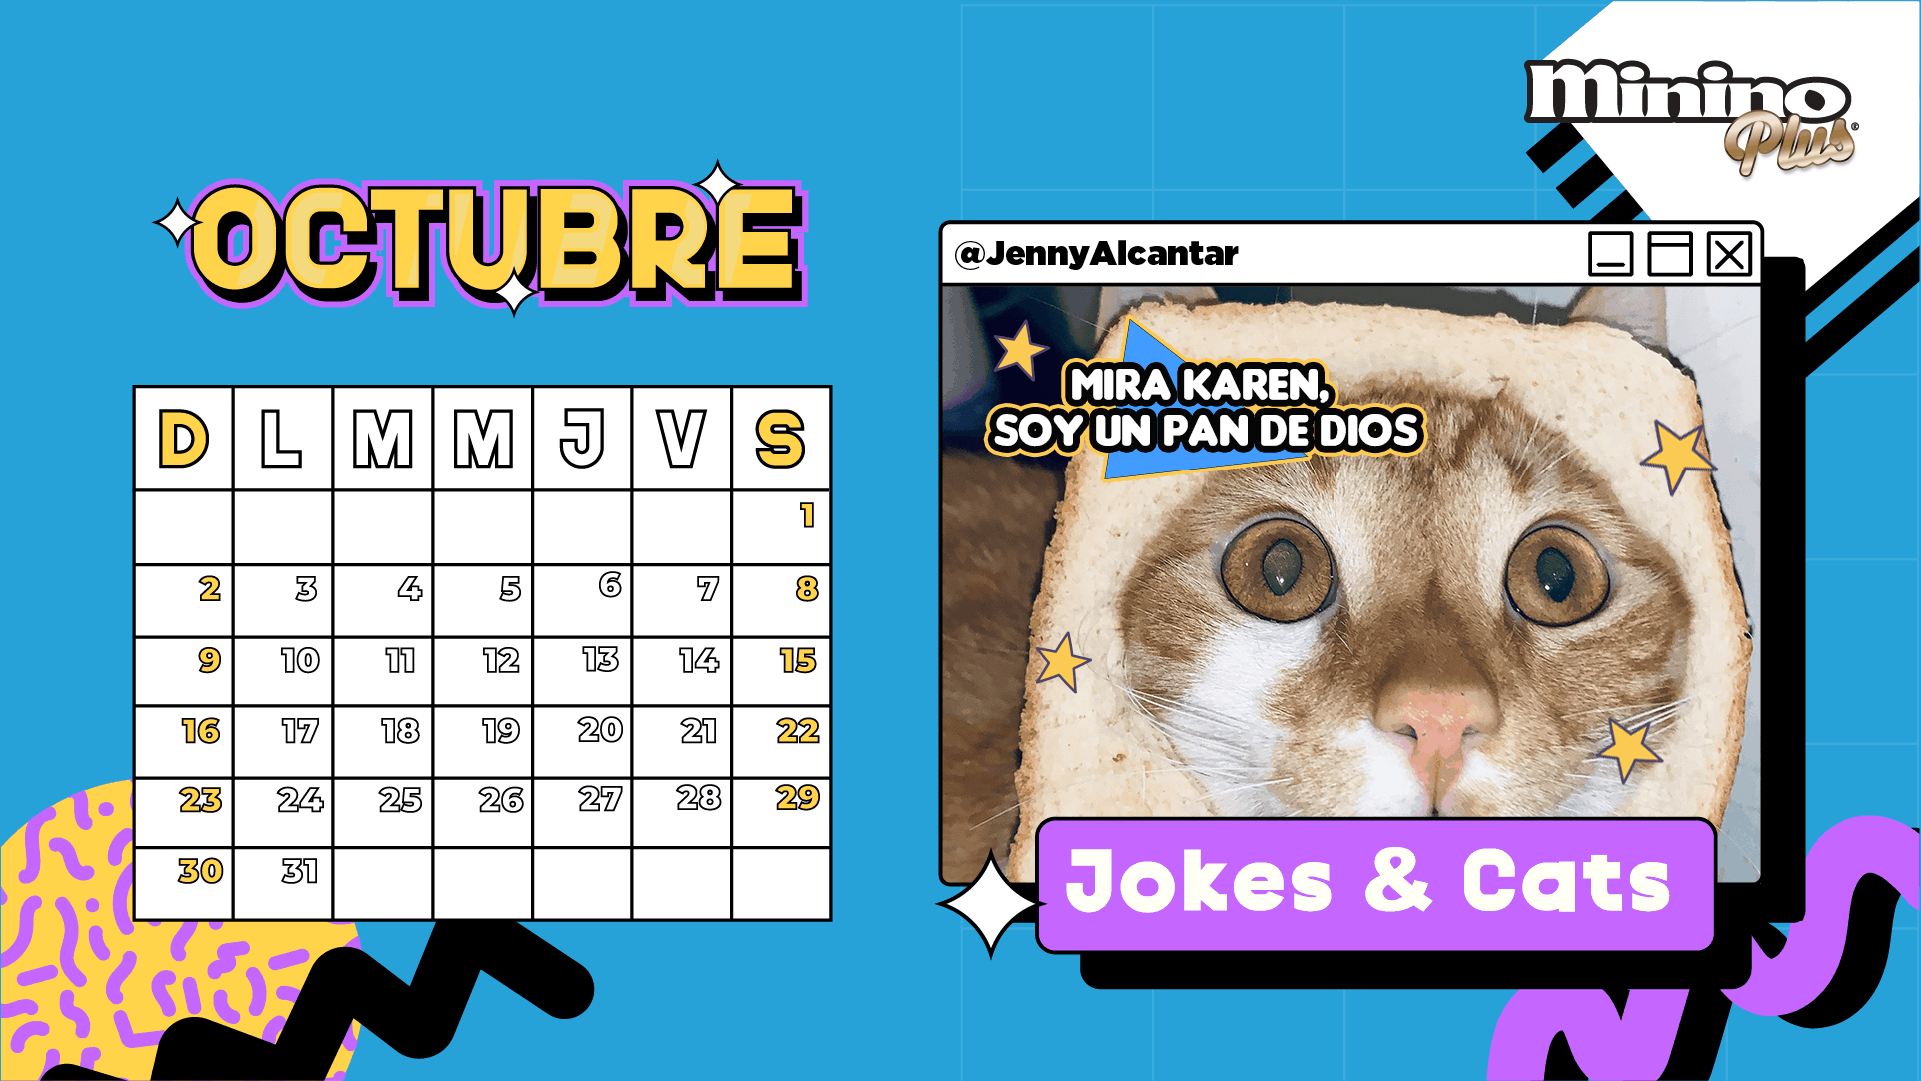 Minino
Plus®
OCTUBRE
@JennyAlcantar
MIRA KAREN,
SOY UN PAN DE DIOS
D L M M J V S
1
2 3 4 5 6 7 8
9 10 11 12 13 14 15
16 17 18 19 20 21 22
23 24 25 26 27 28 29
30 31
Jokes & Cats